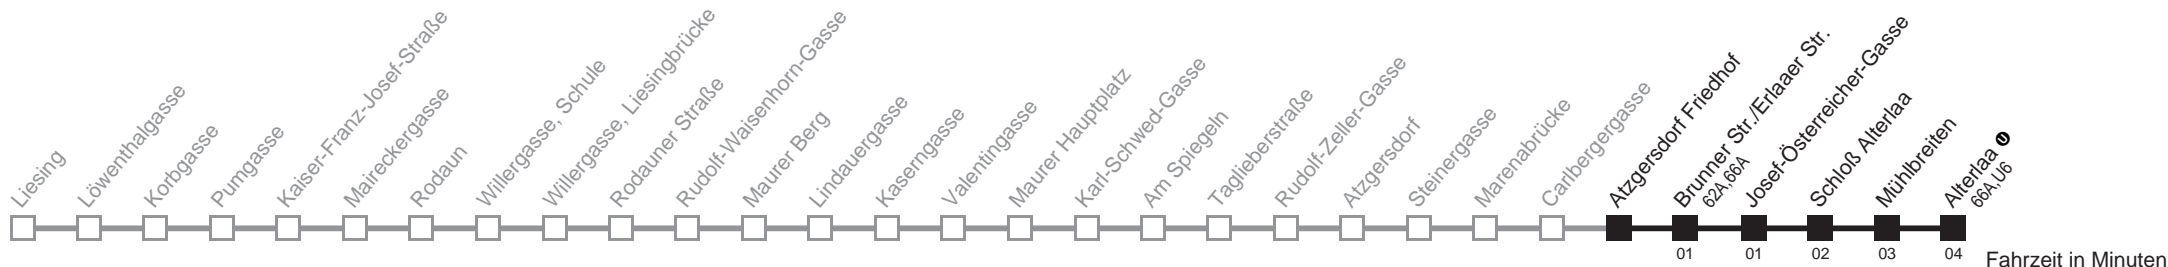 Liesing
Löwenthalgasse
Korbgasse
Pumgasse
Kaiser-Franz-Josef-Straße
Maireckergasse
Rodaun
Willergasse, Schule
Willergasse, Liesingbrücke
Rodauner Straße
Rudolf-Waisenhorn-Gasse
Maurer Berg
Lindauergasse
Kaserngasse
Valentingasse
Maurer Hauptplatz
Karl-Schwed-Gasse
Am Spiegeln
Taglieberstraße
Rudolf-Zeller-Gasse
Atzgersdorf
Steinergasse
Marenabrücke
Carlbergergasse
Atzgersdorf Friedhof
Brunner Str./Erlaaer Str.
62A,66A
Josef-Österreicher-Gasse
Schloß Alterlaa
Mühlbreiten
Alterlaa U
66A,U6
01
01
02
03
04
Fahrzeit in Minuten